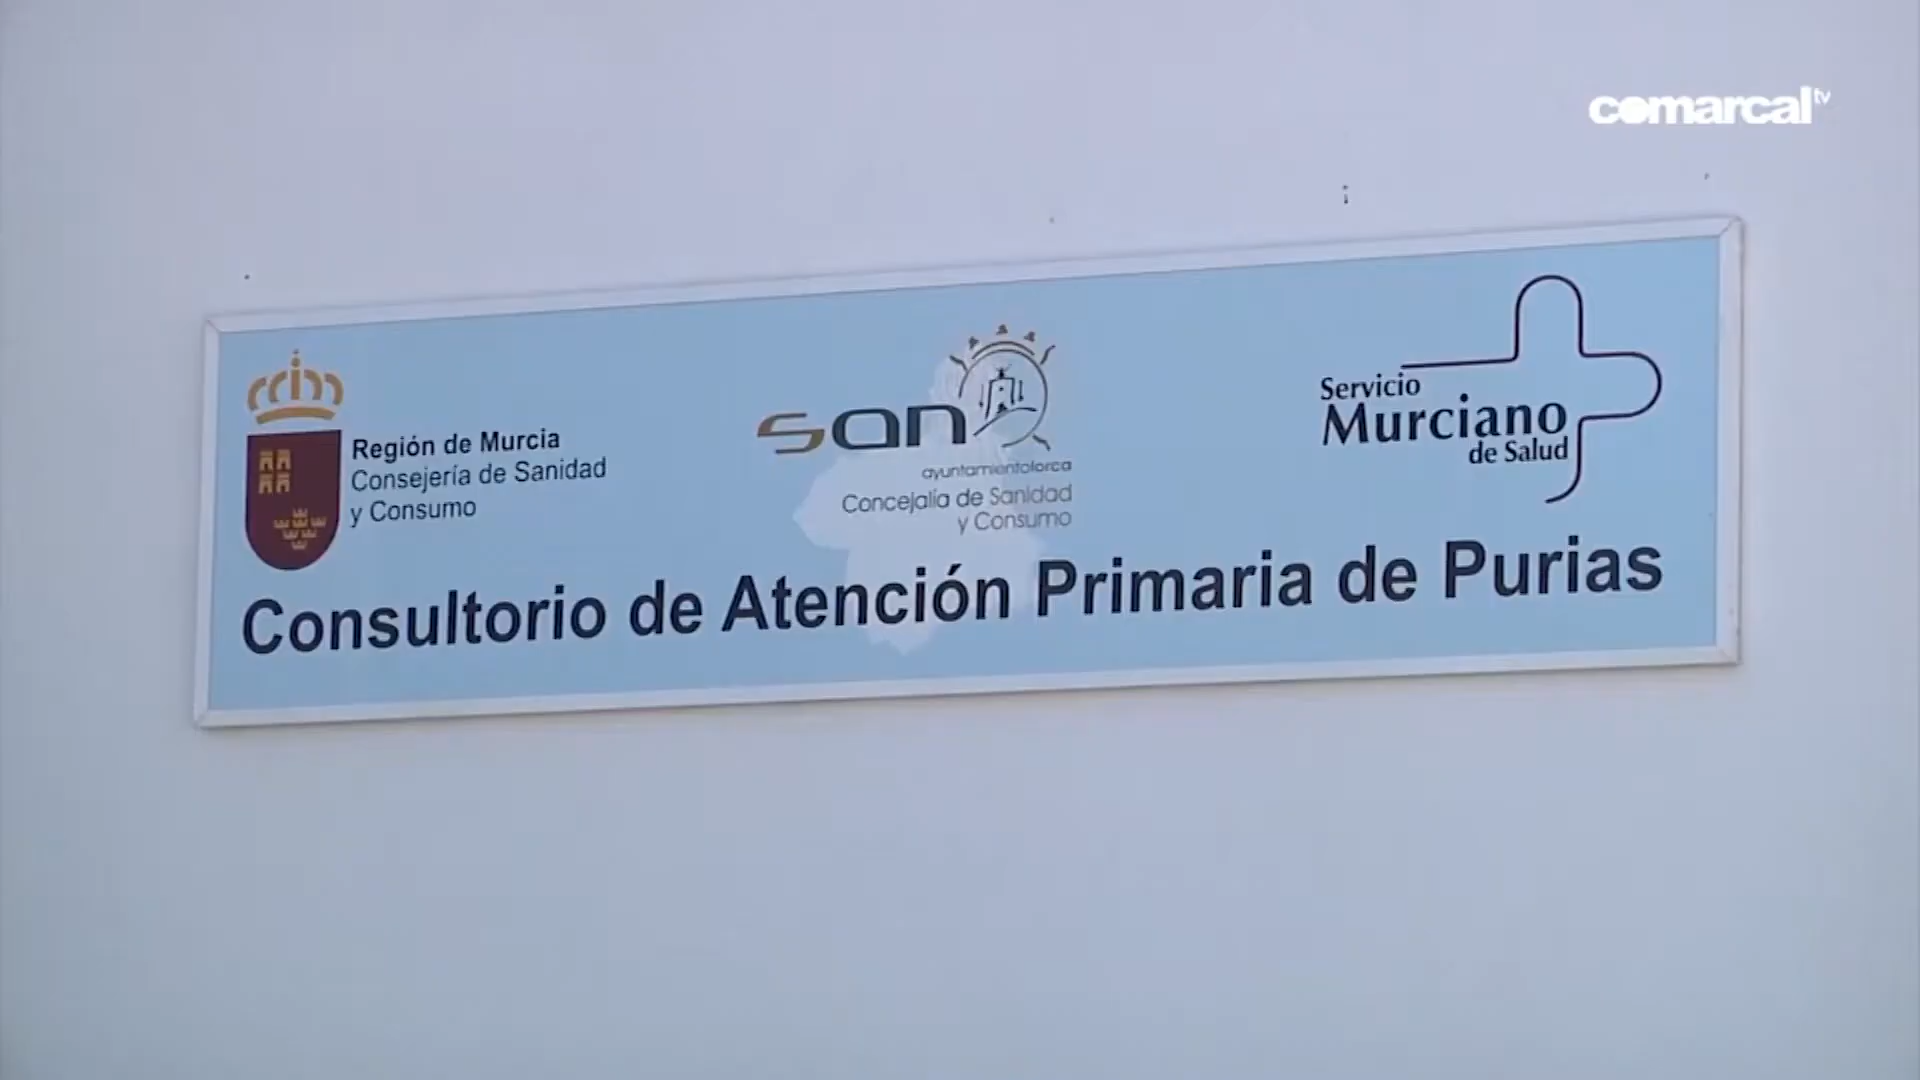 comarcal tv
Región de Murcia
Consejería de Sanidad
y Consumo
san
ayuntamientolorca
Concejalía de Sanidad
y Consumo
Servicio
Murciano
de Salud
Consultorio de Atención Primaria de Purias